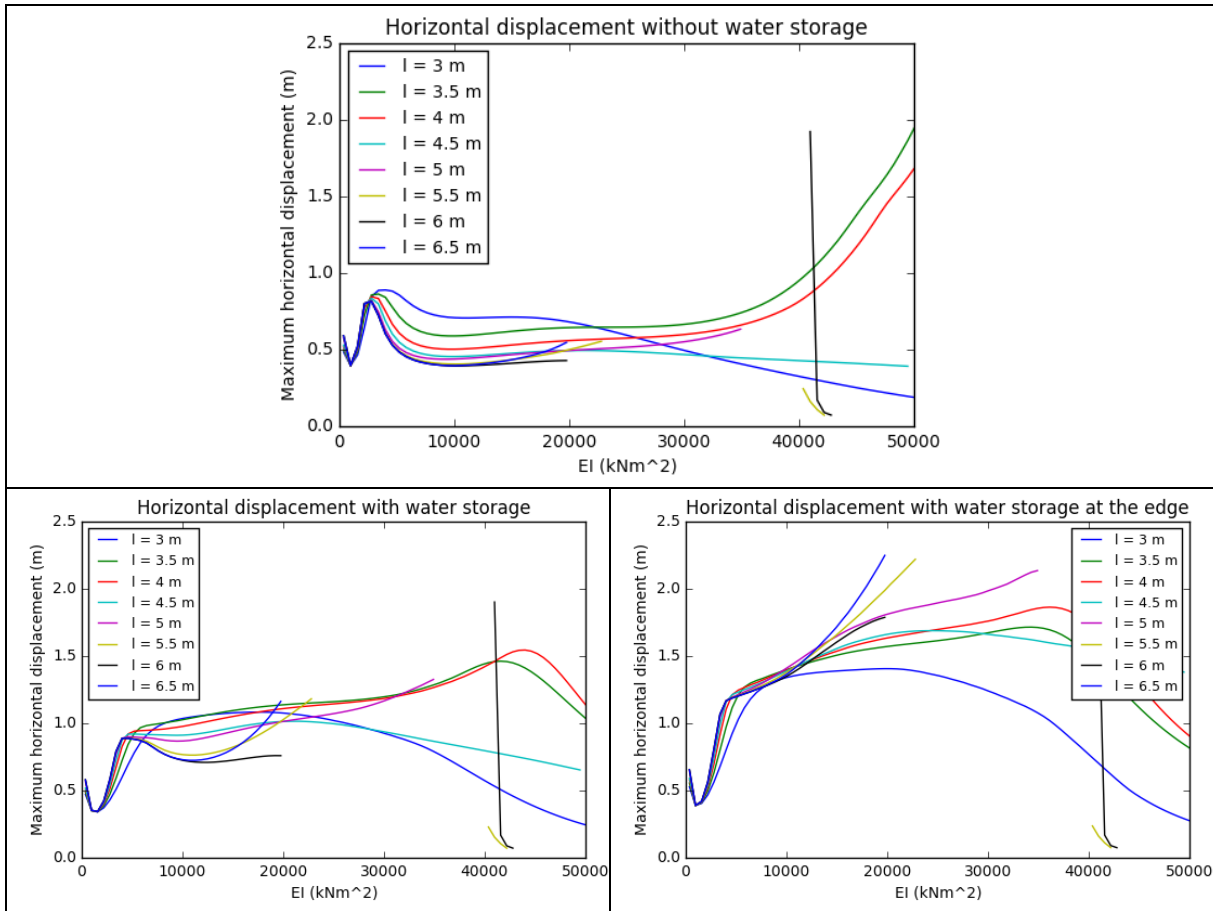 Horizontal displacement without water storage
Maximum horizontal displacement (m)
2.5
2.0
1.5
1.0
0.5
0.0
l = 3 m
l = 3.5 m
l = 4 m
l = 4.5 m
l = 5 m
l = 5.5 m
l = 6 m
l = 6.5 m
0 10000 20000 30000 40000 50000
EI (kNm^2)
Horizontal displacement with water storage
Maximum horizontal displacement (m)
2.5
2.0
1.5
1.0
0.5
0.0
l = 3 m
l = 3.5 m
l = 4 m
l = 4.5 m
l = 5 m
l = 5.5 m
l = 6 m
l = 6.5 m
0 10000 20000 30000 40000 50000
EI (kNm^2)
Horizontal displacement with water storage at the edge
Maximum horizontal displacement (m)
2.5
2.0
1.5
1.0
0.5
0.0
l = 3 m
l = 3.5 m
l = 4 m
l = 4.5 m
l = 5 m
l = 5.5 m
l = 6 m
l = 6.5 m
0 10000 20000 30000 40000 50000
EI (kNm^2)